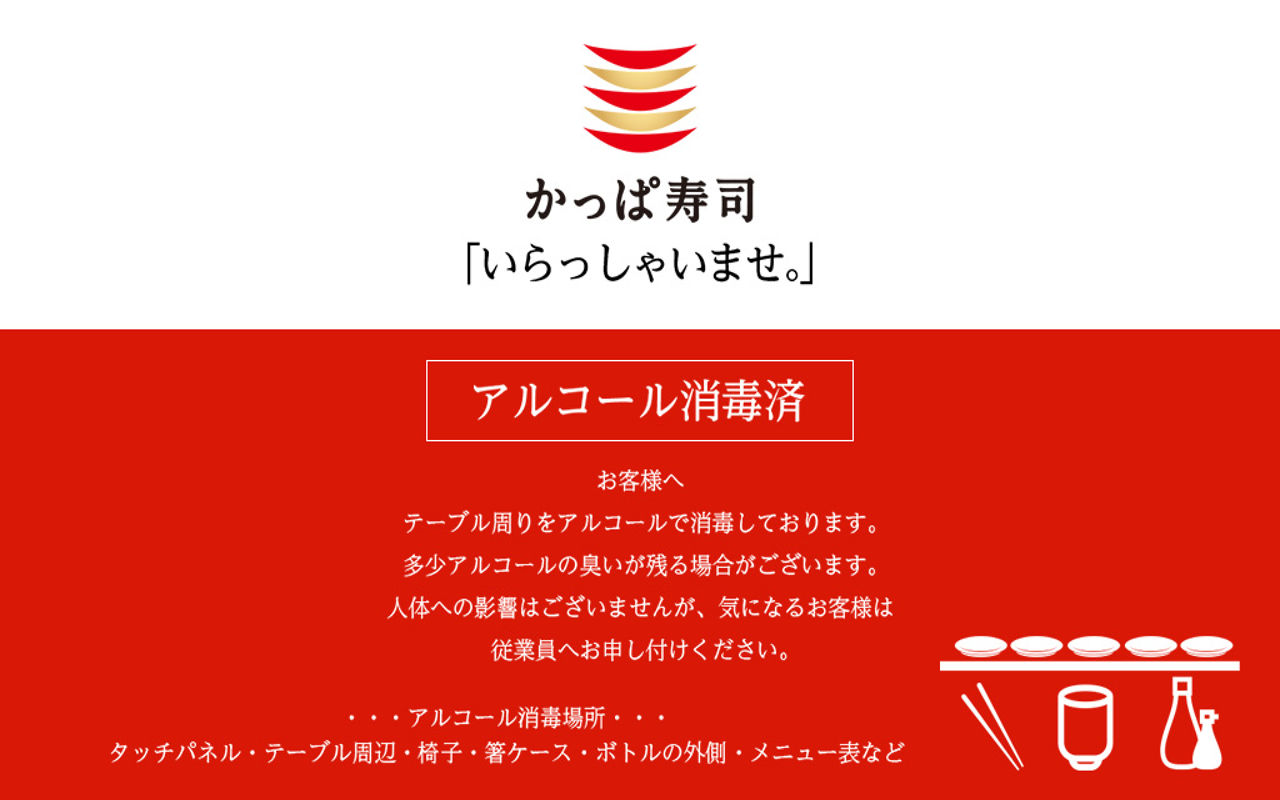 かっぱ寿司
「いらっしゃいませ。」
アルコール消毒済
お客様へ
テーブル周りをアルコールで消毒しております。
多少アルコールの臭いが残る場合がございます。
人体への影響はございませんが、気になるお客様は
従業員へお申し付けください。
・・・アルコール消毒場所・・・
タッチパネル・テーブル周辺・椅子・箸ケース・ボトルの外側・メニュー表など